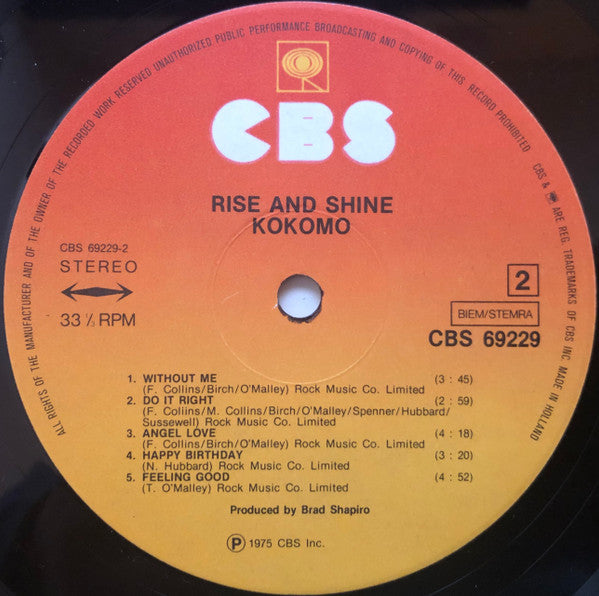 ALL RIGHTS OF THE MANUFACTURER AND OF THE OWNER OF THE RECORDED WORK RESERVED UNAUTHORIZED PUBLIC PERFORMANCE BROADCASTING AND COPYING OF THIS RECORD PROHIBITED
CBS & ARE REG. TRADEMARKS OF CBS INC. MADE IN HOLLAND
CBS
RISE AND SHINE
KOKOMO
CBS 69229-2
STEREO
33 ⅓ RPM
2
BIEM/STEMRA
CBS 69229
1. WITHOUT ME (3 : 45)
(F. Collins/Birch/O'Malley) Rock Music Co. Limited
2. DO IT RIGHT (2 : 59)
(F. Collins/M. Collins/Birch/O'Malley/Spenner/Hubbard/
Sussewell) Rock Music Co. Limited
3. ANGEL LOVE (4 : 18)
(F. Collins/Birch/O'Malley) Rock Music Co. Limited
4. HAPPY BIRTHDAY (3 : 20)
(N. Hubbard) Rock Music Co. Limited
5. FEELING GOOD (4 : 52)
(T. O'Malley) Rock Music Co. Limited
Produced by Brad Shapiro
℗ 1975 CBS Inc.